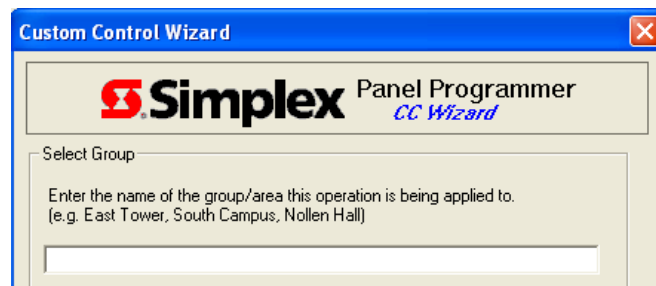 Custom Control Wizard
Simplex Panel Programmer
CC Wizard
Select Group
Enter the name of the group/area this operation is being applied to.
(e.g. East Tower, South Campus, Nollen Hall)